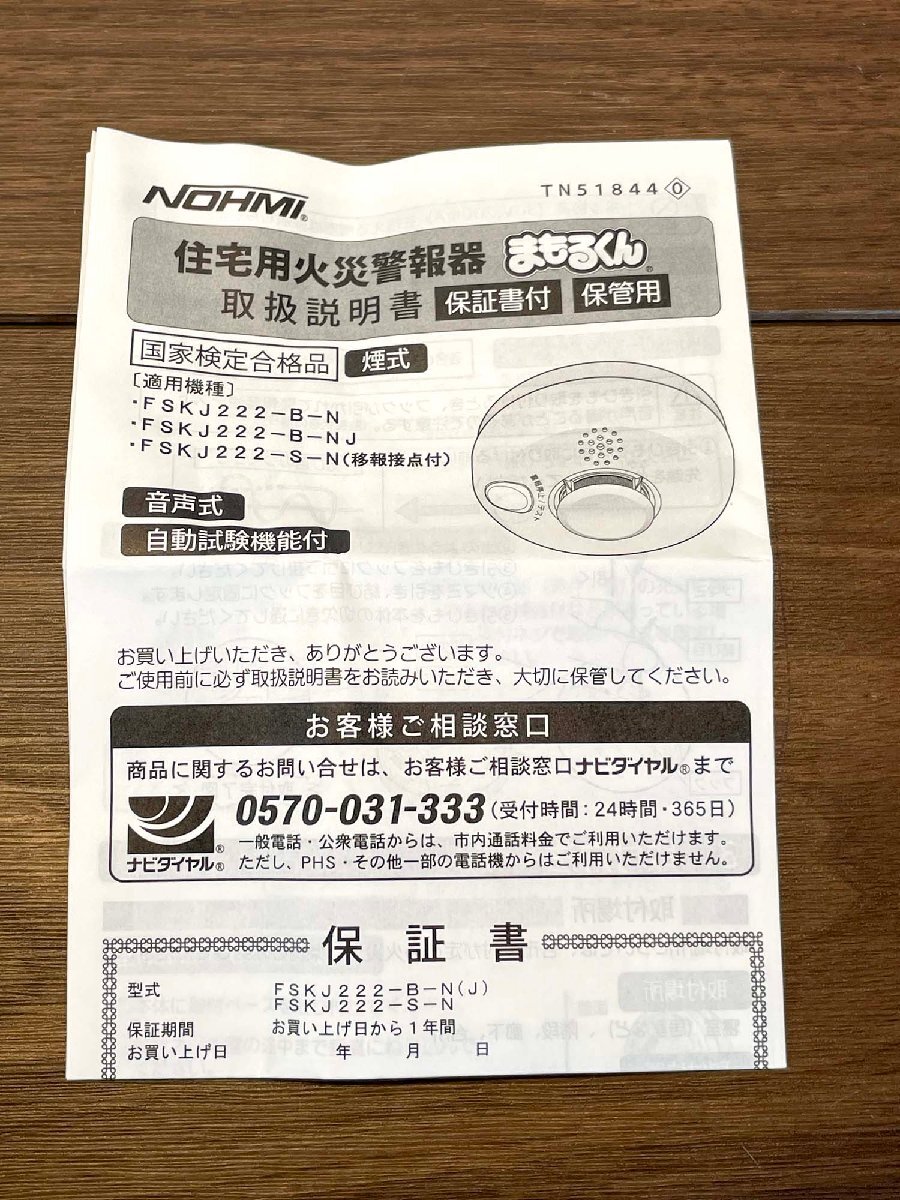 NOHMI®
TN51844 0
住宅用火災警報器 まもるくん®
取扱説明書 保証書付 保管用
国家検定合格品 煙式
〔適用機種〕
・FSKJ222-B-N
・FSKJ222-B-NJ
・FSKJ222-S-N(移報接点付)
音声式
自動試験機能付
警報停止/テスト
お買い上げいただき、ありがとうございます。
ご使用前に必ず取扱説明書をお読みいただき、大切に保管してください。
お客様ご相談窓口
商品に関するお問い合せは、お客様ご相談窓口ナビダイヤル®まで
ナビダイヤル®
0570-031-333(受付時間：24時間・365日)
一般電話・公衆電話からは、市内通話料金でご利用いただけます。
ただし、PHS・その他一部の電話機からはご利用いただけません。
保証書
型式 FSKJ222-B-N(J)
FSKJ222-S-N
保証期間 お買い上げ日から1年間
お買い上げ日 年 月 日